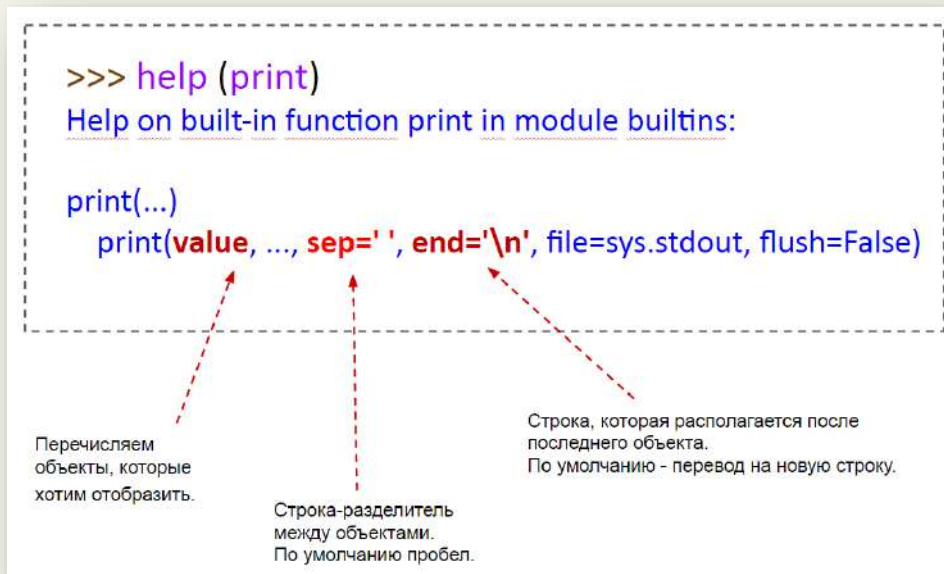 >>> help (print)
Help on built-in function print in module builtins:
print(...)
print(value, ..., sep=' ', end='\n', file=sys.stdout, flush=False)
Перечисляем
объекты, которые
хотим отобразить.
Строка-разделитель
между объектами.
По умолчанию пробел.
Строка, которая располагается после
последнего объекта.
По умолчанию - перевод на новую строку.